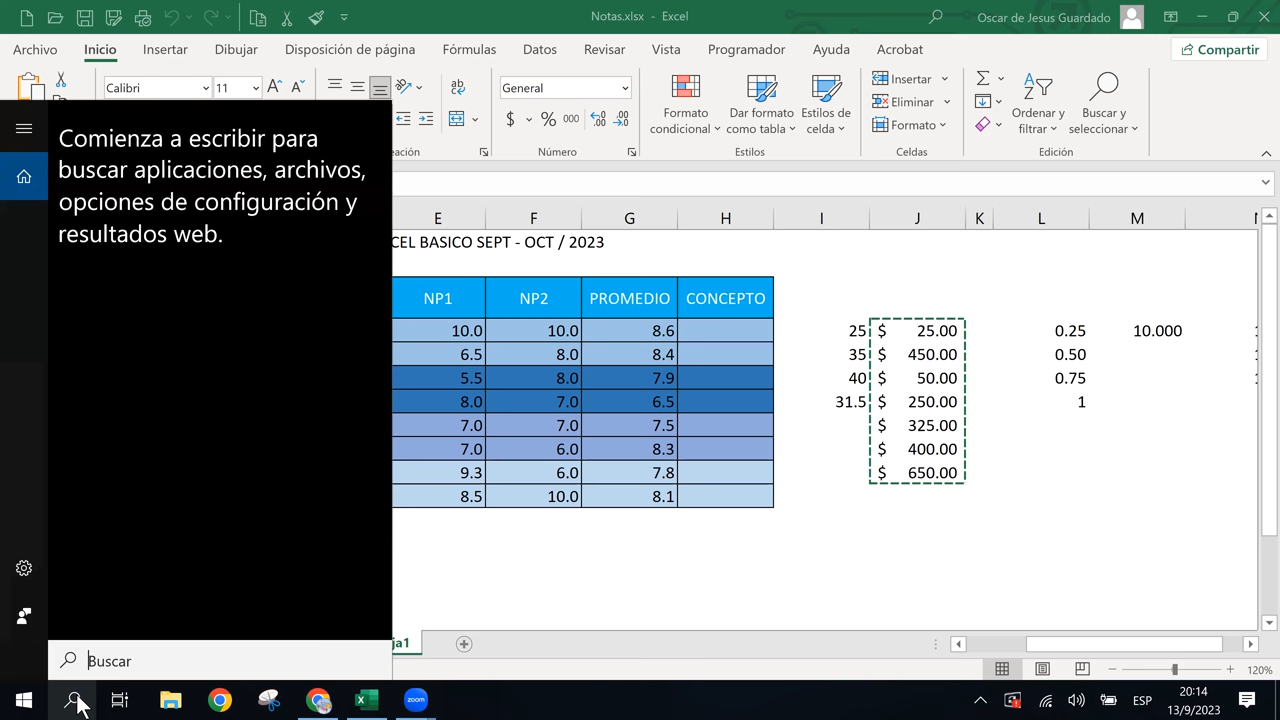 Notas.xlsx - Excel
Oscar de Jesus Guardado
Archivo Inicio Insertar Dibujar Disposición de página Fórmulas Datos Revisar Vista Programador Ayuda Acrobat Compartir
Calibri 11 General Formato condicional Dar formato como tabla Estilos de celda Insertar Eliminar Formato Ordenar y filtrar Buscar y seleccionar
$ % 000
Número Estilos Celdas Edición
Comienza a escribir para
buscar aplicaciones, archivos,
opciones de configuración y
resultados web.
E F G H I J K L M
CEL BASICO SEPT - OCT / 2023
NP1 NP2 PROMEDIO CONCEPTO
10.0 10.0 8.6 25 $ 25.00 0.25 10.000
6.5 8.0 8.4 35 $ 450.00 0.50
5.5 8.0 7.9 40 $ 50.00 0.75
8.0 7.0 6.5 31.5 $ 250.00 1
7.0 7.0 7.5 $ 325.00
7.0 6.0 8.3 $ 400.00
9.3 6.0 7.8 $ 650.00
8.5 10.0 8.1
ja1
Buscar
120%
zoom
ESP
20:14
13/9/2023